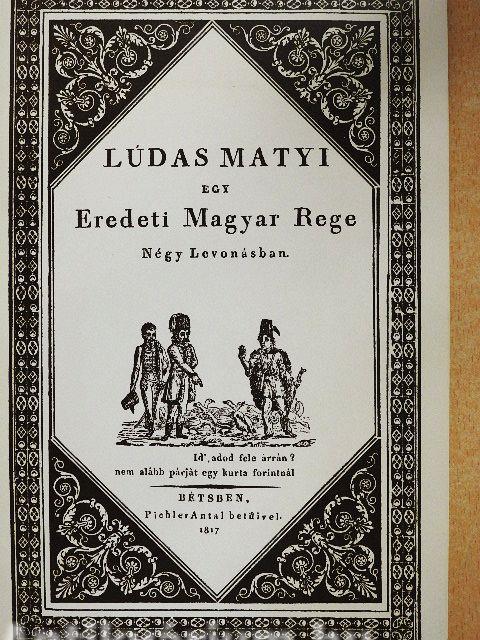 LÚDAS MATYI
EGY
Eredeti Magyar Rege
Négy Levonásban.
Id', adod fele árrán?
nem alább párját egy kurta forintnál
BÉTSBEN,
Pichler Antal betűivel.
1817